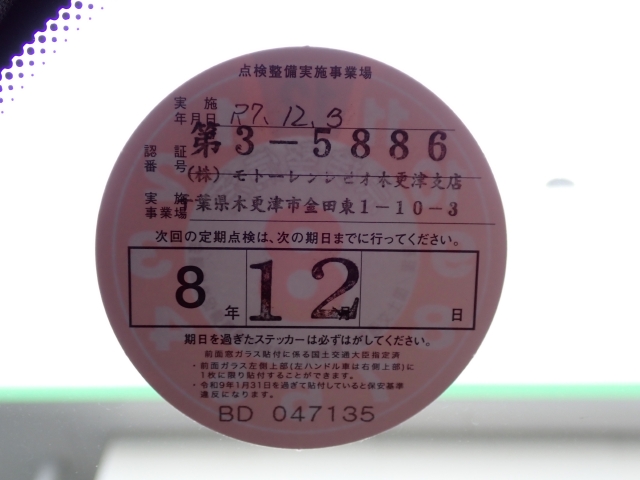 点検整備実施事業場
実施年月日 R7.12.3
認証番号 第3-5886
(株)モトーレンレピオ木更津支店
実施事業場 千葉県木更津市金田東1-10-3
次回の定期点検は、次の期日までに行ってください。
8年12月 日
期日を過ぎたステッカーは必ずはがしてください。
前面窓ガラス貼付に係る国土交通大臣指定済
・前面ガラス左側上部(左ハンドル車は右側上部)に
1枚に限り貼付することができます。
・令和9年1月31日を過ぎて貼付していると保安基準
違反になります。
BD 047135